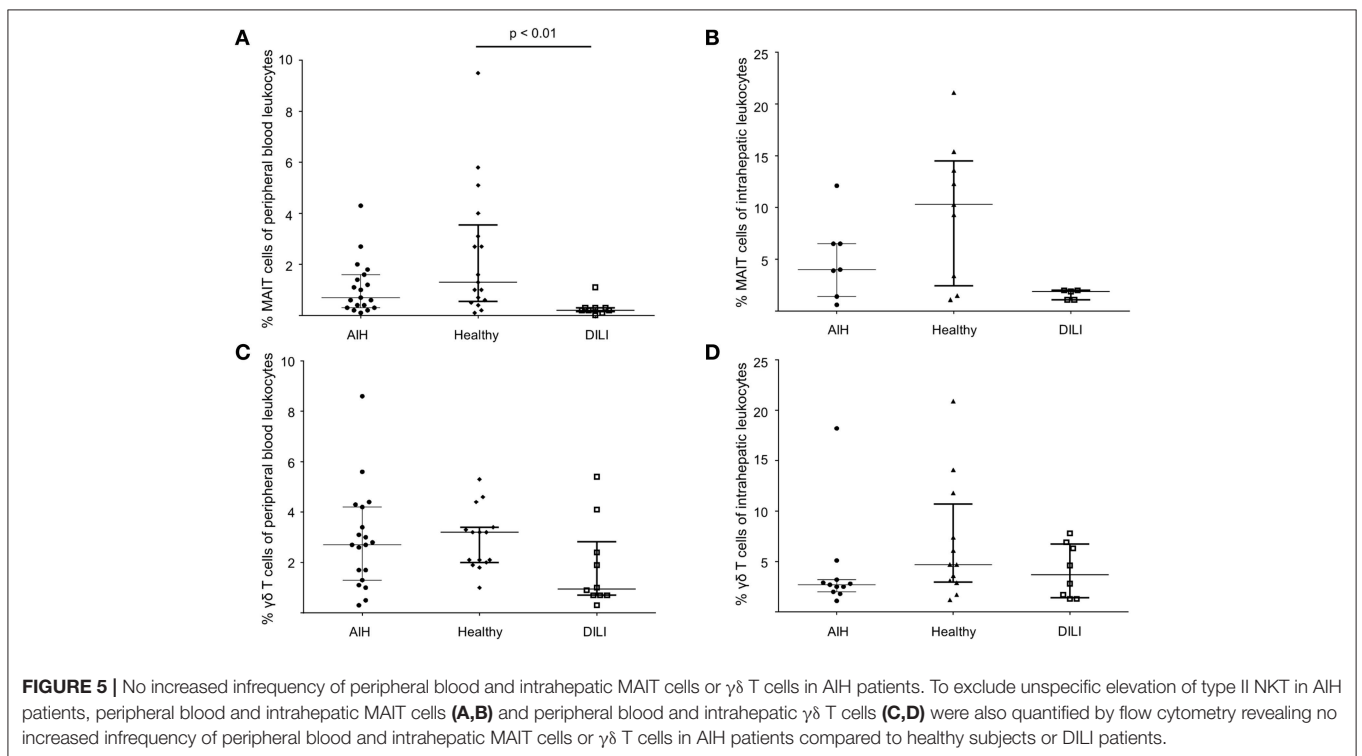 A
p < 0.01
% MAIT cells of peripheral blood leukocytes
10
8
6
4
2
AIH
Healthy
DILI
B
% MAIT cells of intrahepatic leukocytes
25
20
15
10
5
AIH
Healthy
DILI
C
% γδ T cells of peripheral blood leukocytes
10
8
6
4
2
AIH
Healthy
DILI
D
% γδ T cells of intrahepatic leukocytes
25
20
15
10
5
AIH
Healthy
DILI
FIGURE 5 | No increased infrequency of peripheral blood and intrahepatic MAIT cells or γδ T cells in AIH patients. To exclude unspecific elevation of type II NKT in AIH
patients, peripheral blood and intrahepatic MAIT cells (A,B) and peripheral blood and intrahepatic γδ T cells (C,D) were also quantified by flow cytometry revealing no
increased infrequency of peripheral blood and intrahepatic MAIT cells or γδ T cells in AIH patients compared to healthy subjects or DILI patients.